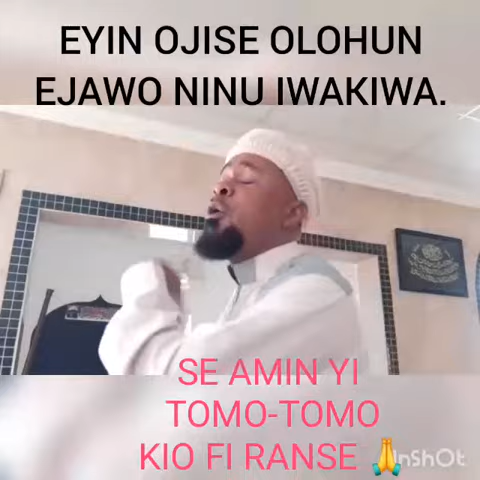 EYIN OJISE OLOHUN
EJAWO NINU IWAKIWA.
SE AMIN YI
TOMO-TOMO
KIO FI RANSE 🙏
InShOt